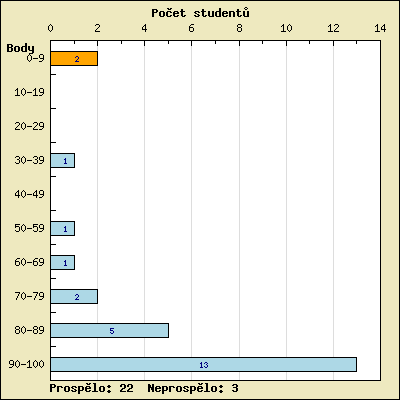 Počet studentů
0 2 4 6 8 10 12 14
Body
0-9 2
10-19
20-29
30-39 1
40-49
50-59 1
60-69 1
70-79 2
80-89 5
90-100 13
Prospělo: 22 Neprospělo: 3